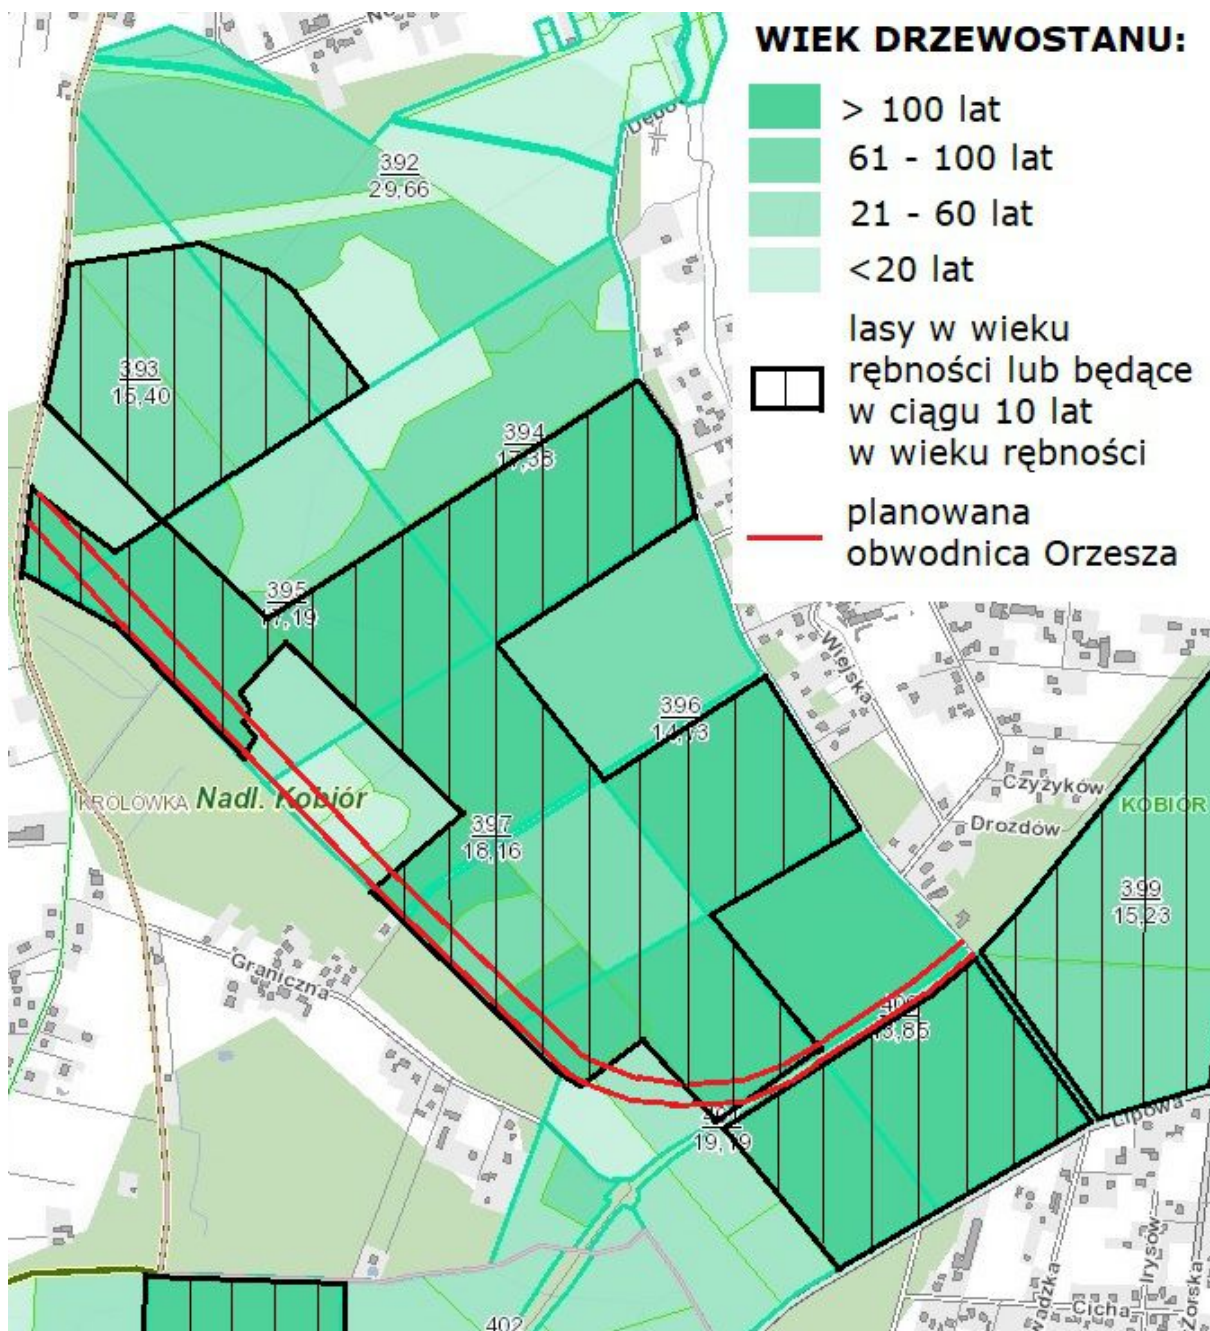 WIEK DRZEWOSTANU:
> 100 lat
61 - 100 lat
21 - 60 lat
<20 lat
lasy w wieku
rębności lub będące
w ciągu 10 lat
w wieku rębności
planowana
obwodnica Orzesza
392
29,66
393
15,40
394
17,38
395
17,19
Wiejska
396
14,73
Czyżyków
KRÓLÓWKA
Nadl. Kobiór
KOBIÓR
Drozdów
397
18,16
399
15,23
Graniczna
Lipowa
19,79
Irysów
Cicha
Żorska
402